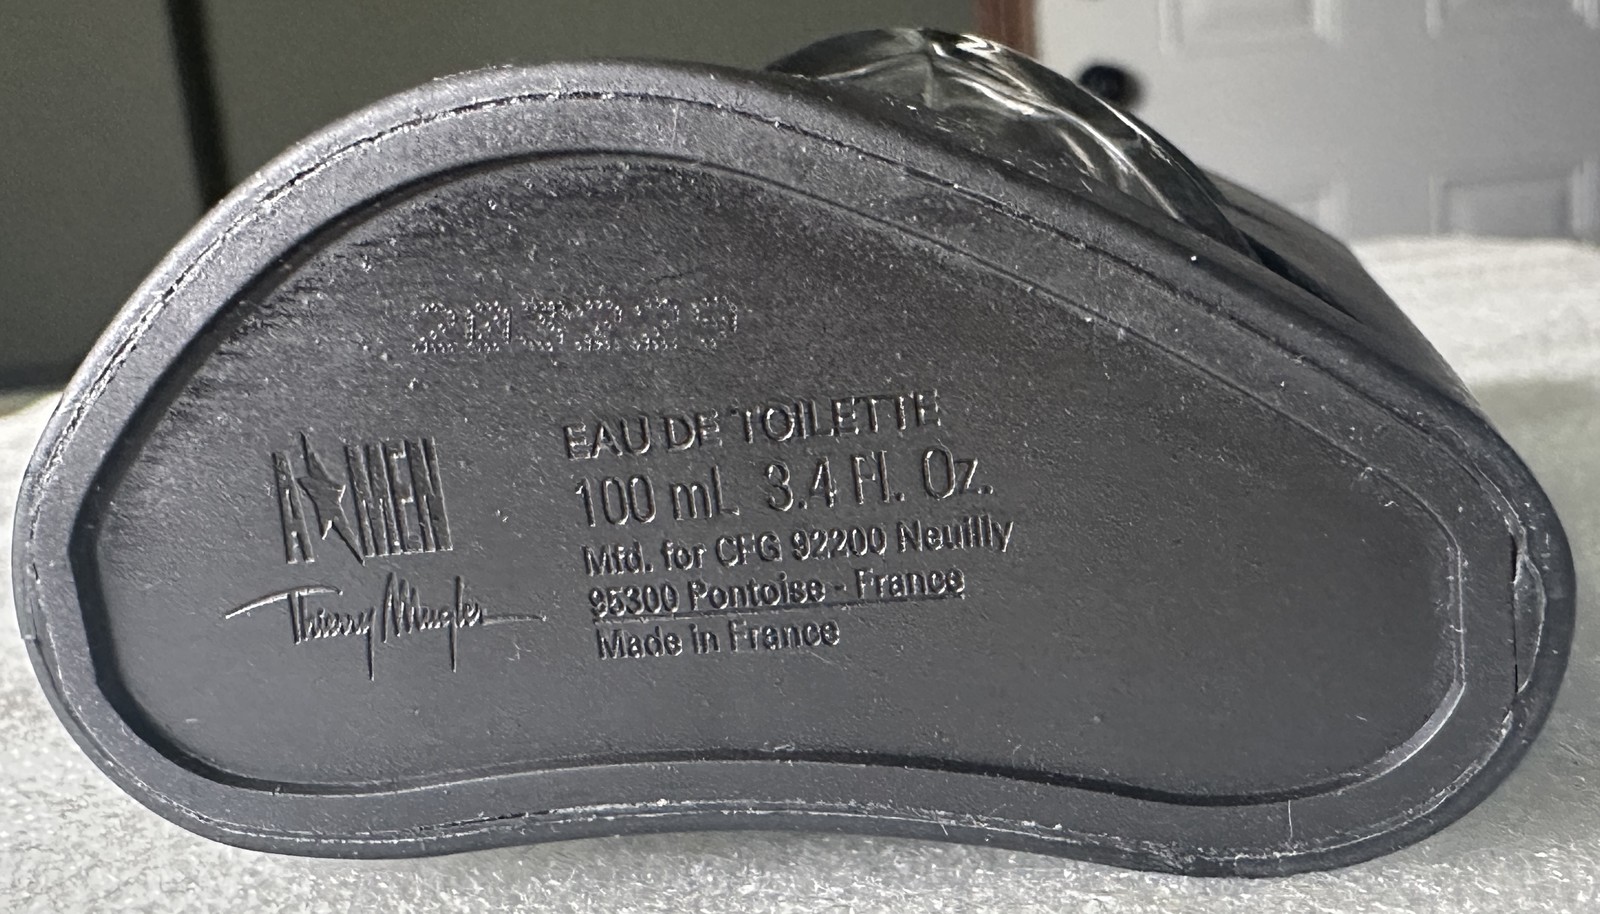 EAU DE TOILETTE
100 mL 3.4 Fl. Oz.
A★MEN
Mfd. for CFG 92200 Neuilly
95300 Pontoise - France
Thierry Mugler
Made in France